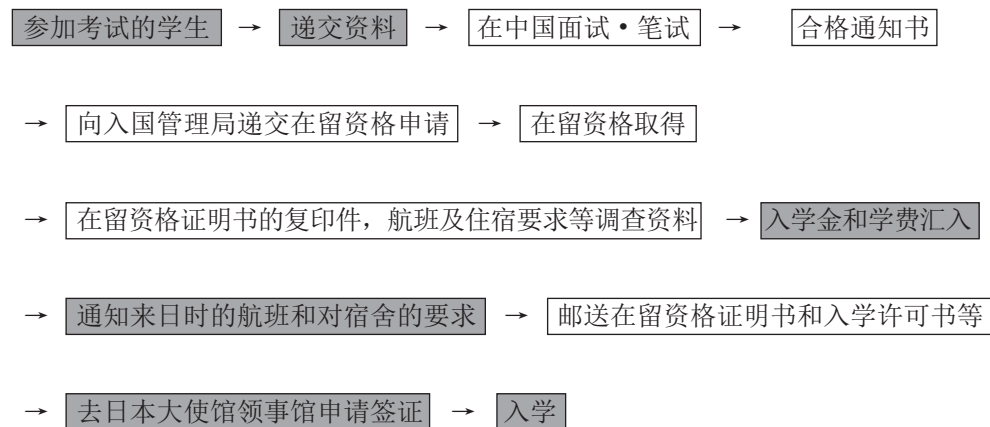 参加考试的学生 → 递交资料 → 在中国面试・笔试 → 合格通知书
→ 向入国管理局递交在留资格申请 → 在留资格取得
→ 在留资格证明书的复印件，航班及住宿要求等调查资料 → 入学金和学费汇入
→ 通知来日时的航班和对宿舍的要求 → 邮送在留资格证明书和入学许可书等
→ 去日本大使馆领事馆申请签证 → 入学